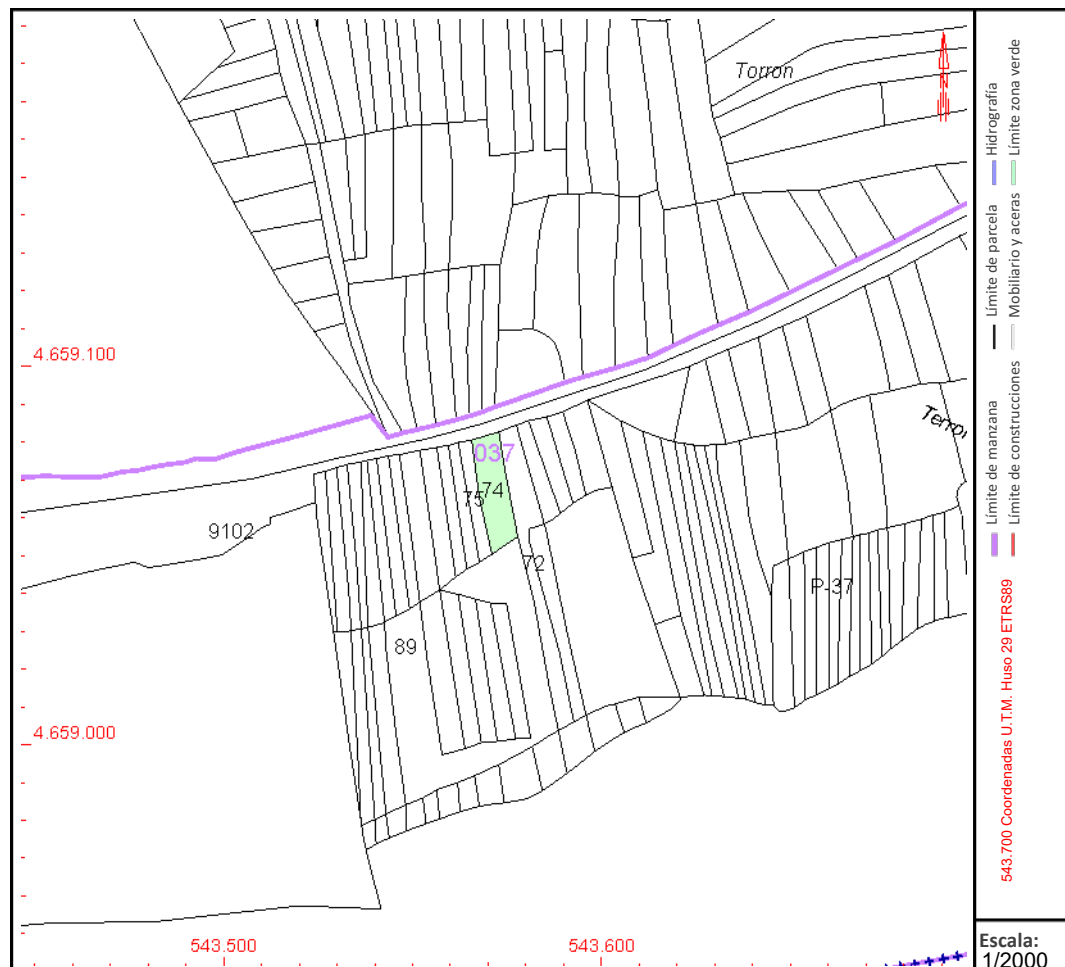 Torron
4.659.100
Terron
037
74
75
9102
72
P-37
89
4.659.000
543.500
543.600
N
Hidrografía
Límite zona verde
Límite de parcela
Mobiliario y aceras
Límite de manzana
Límite de construcciones
543.700 Coordenadas U.T.M. Huso 29 ETRS89
Escala:
1/2000